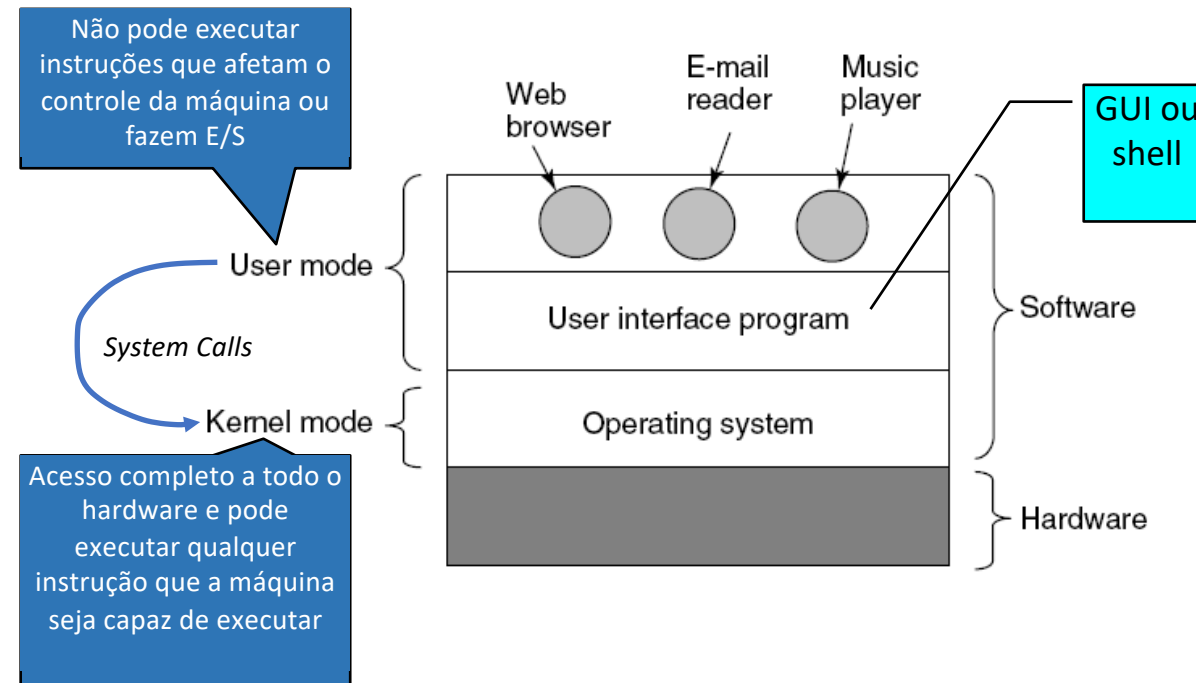 Não pode executar
instruções que afetam o
controle da máquina ou
fazem E/S
Web
browser
E-mail
reader
Music
player
GUI ou
shell
User mode
System Calls
Kernel mode
User interface program
Operating system
Software
Hardware
Acesso completo a todo o
hardware e pode
executar qualquer
instrução que a máquina
seja capaz de executar